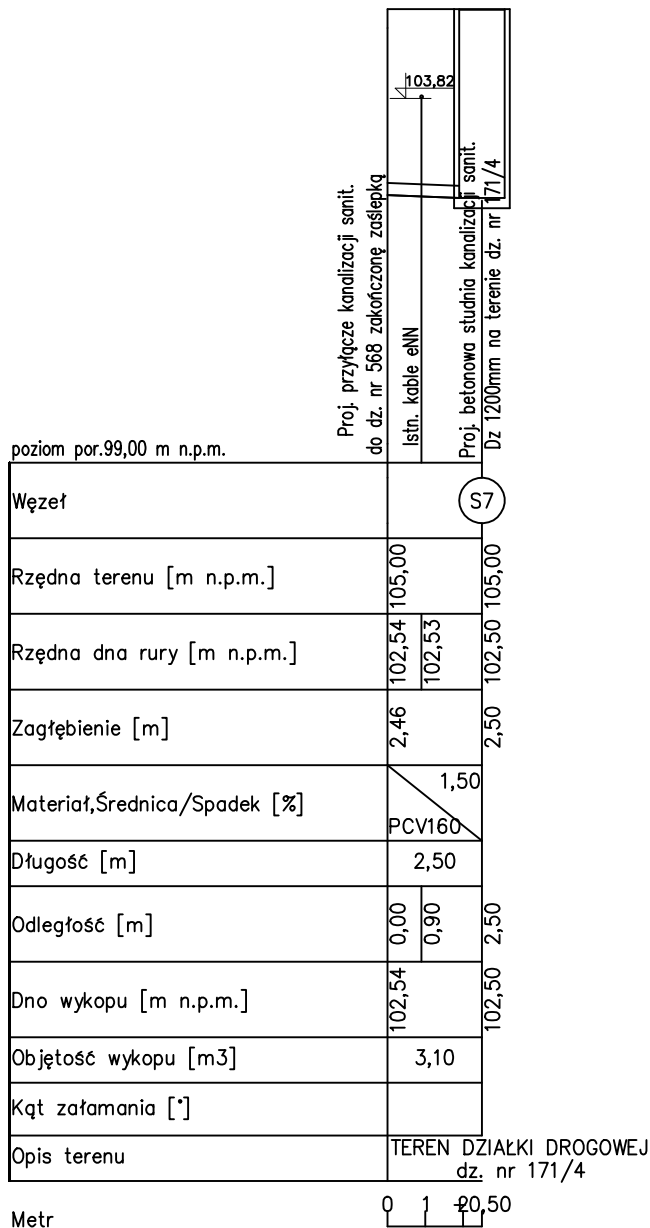 103,82
Proj. przyłącze kanalizacji sanit.
do dz. nr 568 zakończonę zaślepką
Istn. kable eNN
Proj. betonowa studnia kanalizacji sanit.
Dz 1200mm na terenie dz. nr 171/4
poziom por.99,00 m n.p.m.
Węzeł S7
Rzędna terenu [m n.p.m.] 105,00 105,00
Rzędna dna rury [m n.p.m.] 102,54 102,53 102,50
Zagłębienie [m] 2,46 2,50
Materiał,Średnica/Spadek [%] PCV160 1,50
Długość [m] 2,50
Odległość [m] 0,00 0,90 2,50
Dno wykopu [m n.p.m.] 102,54 102,50
Objętość wykopu [m3] 3,10
Kąt załamania [°]
Opis terenu TEREN DZIAŁKI DROGOWEJ
dz. nr 171/4
Metr 0 1 2 0,50